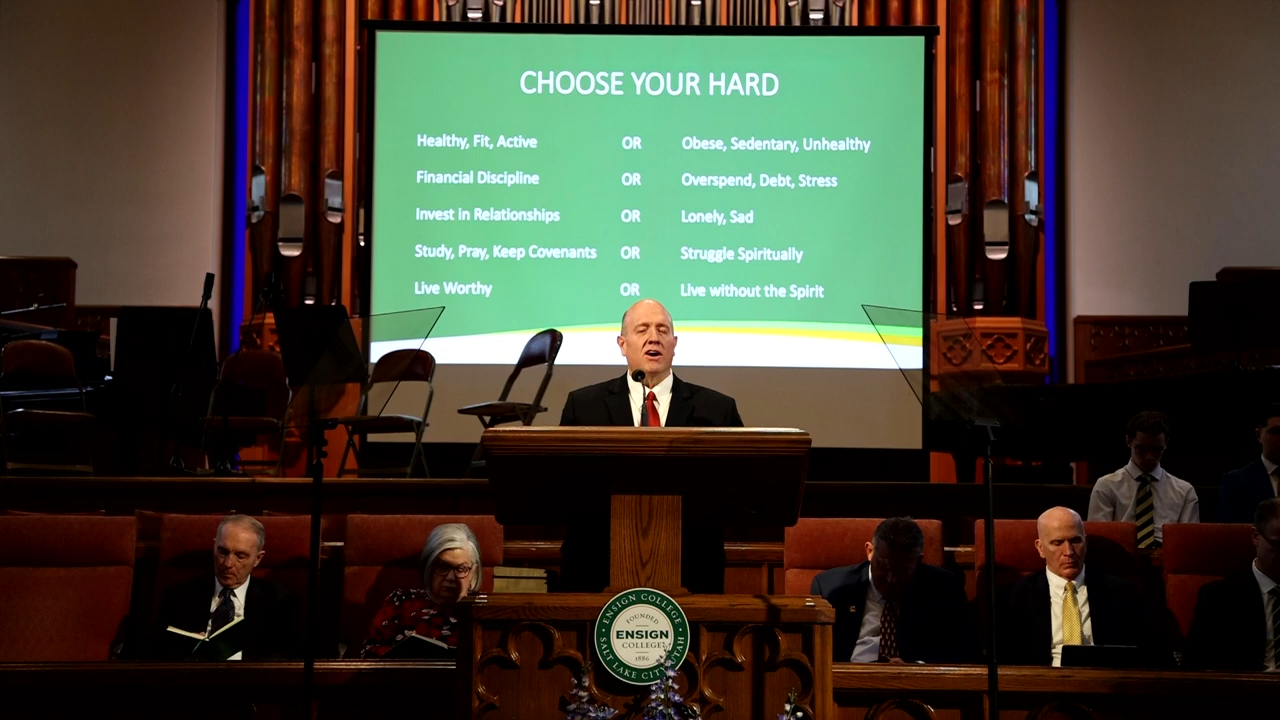 CHOOSE YOUR HARD
Healthy, Fit, Active OR Obese, Sedentary, Unhealthy
Financial Discipline OR Overspend, Debt, Stress
Invest in Relationships OR Lonely, Sad
Study, Pray, Keep Covenants OR Struggle Spiritually
Live Worthy OR Live without the Spirit
ENSIGN COLLEGE
FOUNDED
ENSIGN
COLLEGE
1886
SALT LAKE CITY, UTAH